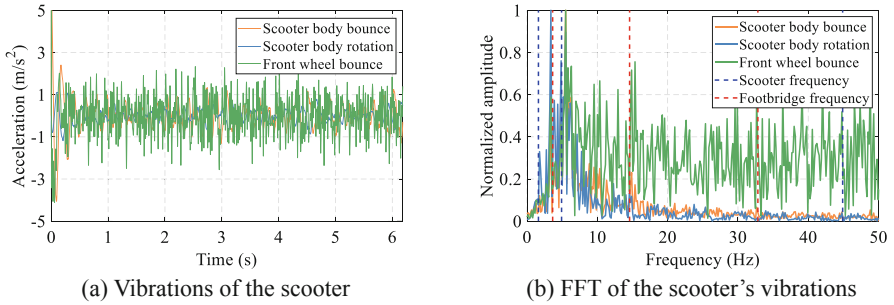 5
3
1
-1
-3
-5
0
1
2
3
4
5
6
Acceleration (m/s²)
Time (s)
Scooter body bounce
Scooter body rotation
Front wheel bounce
(a) Vibrations of the scooter
1
0.8
0.6
0.4
0.2
0
0
10
20
30
40
50
Normalized amplitude
Frequency (Hz)
Scooter body bounce
Scooter body rotation
Front wheel bounce
Scooter frequency
Footbridge frequency
(b) FFT of the scooter's vibrations